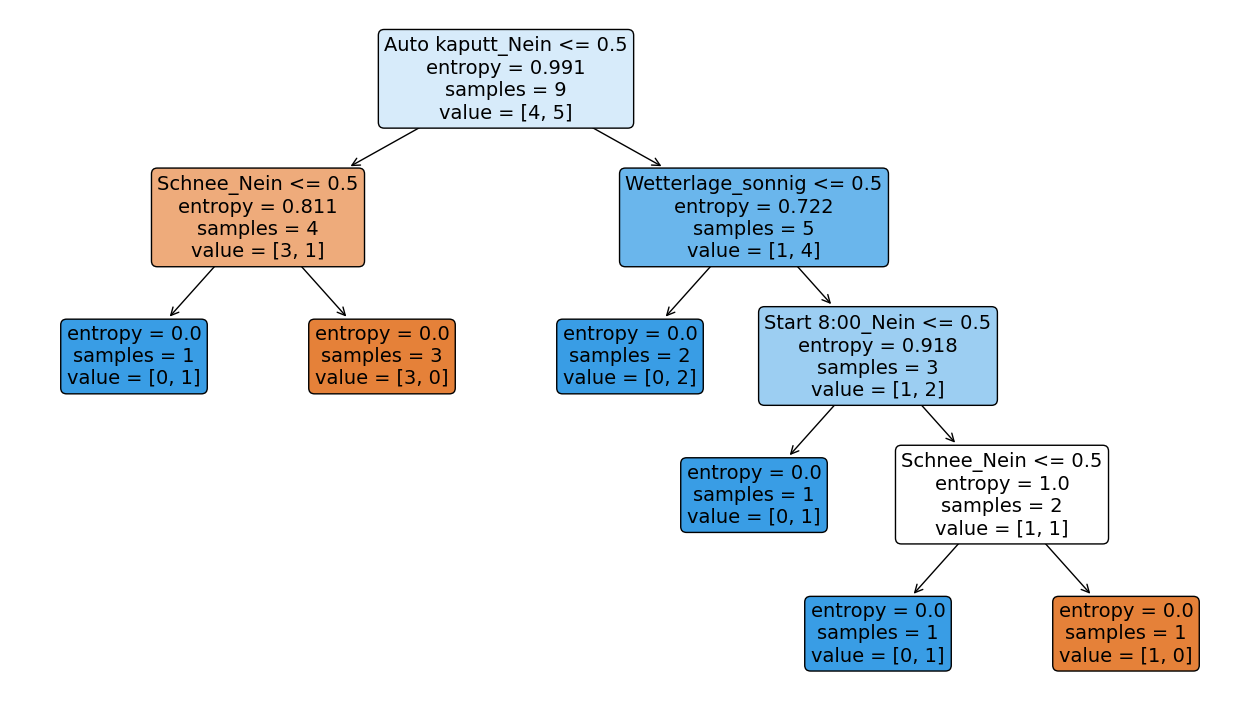 Auto kaputt_Nein <= 0.5
entropy = 0.991
samples = 9
value = [4, 5]
Schnee_Nein <= 0.5
entropy = 0.811
samples = 4
value = [3, 1]
Wetterlage_sonnig <= 0.5
entropy = 0.722
samples = 5
value = [1, 4]
entropy = 0.0
samples = 1
value = [0, 1]
entropy = 0.0
samples = 3
value = [3, 0]
entropy = 0.0
samples = 2
value = [0, 2]
Start 8:00_Nein <= 0.5
entropy = 0.918
samples = 3
value = [1, 2]
entropy = 0.0
samples = 1
value = [0, 1]
Schnee_Nein <= 0.5
entropy = 1.0
samples = 2
value = [1, 1]
entropy = 0.0
samples = 1
value = [0, 1]
entropy = 0.0
samples = 1
value = [1, 0]